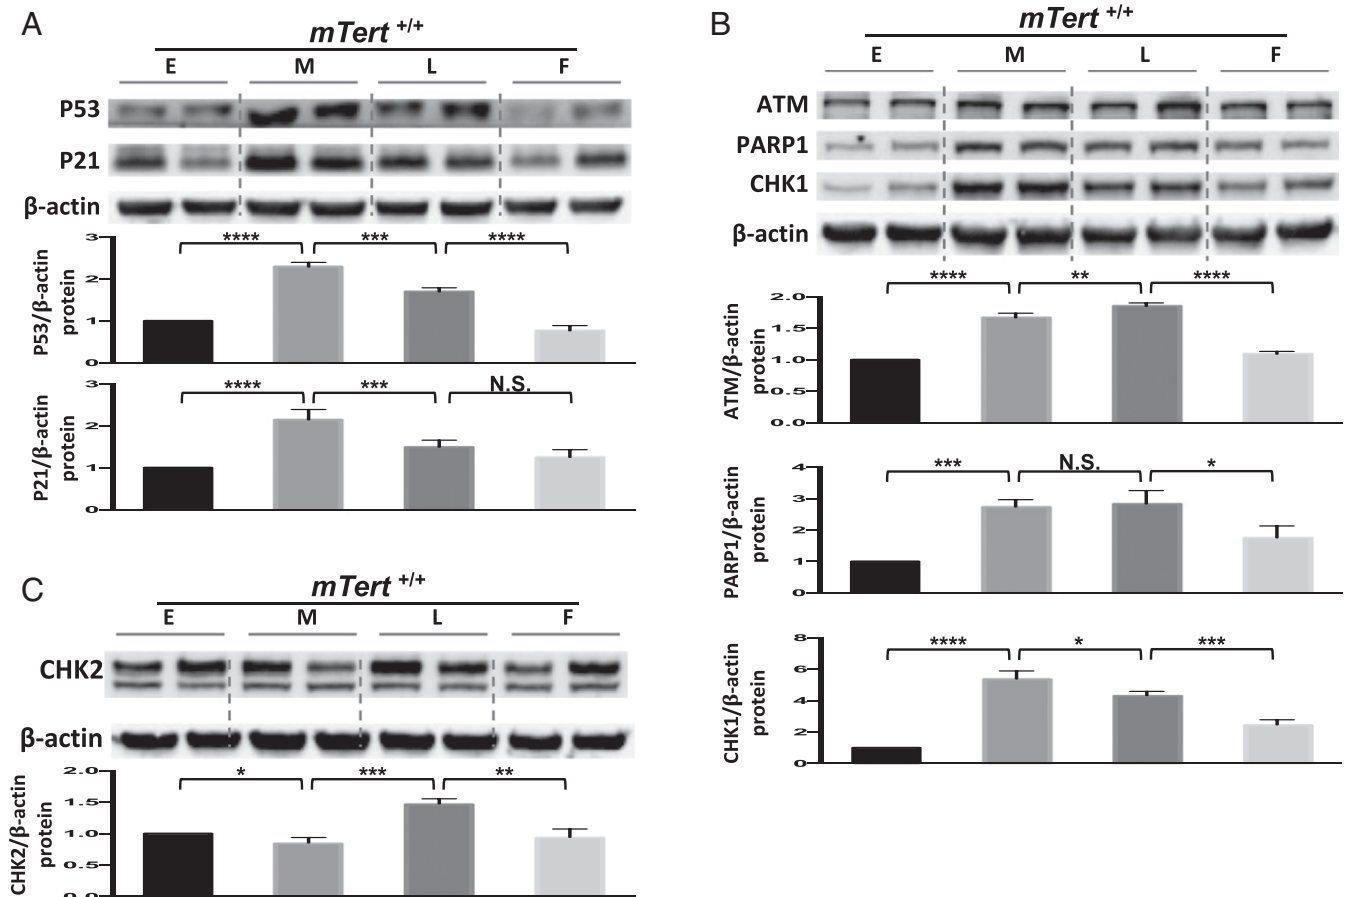 A
mTert +/+
E M L F
P53
P21
β-actin
**** *** ****
3
2
1
0
P53/β-actin
protein
**** *** N.S.
3
2
1
0
P21/β-actin
protein
B
mTert +/+
E M L F
ATM
PARP1
CHK1
β-actin
**** ** ****
2.0
1.5
1.0
0.5
0.0
ATM/β-actin
protein
*** N.S. *
4
3
2
1
0
PARP1/β-actin
protein
**** * ***
8
6
4
2
0
CHK1/β-actin
protein
C
mTert +/+
E M L F
CHK2
β-actin
* *** **
2.0
1.5
1.0
0.5
0.0
CHK2/β-actin
protein